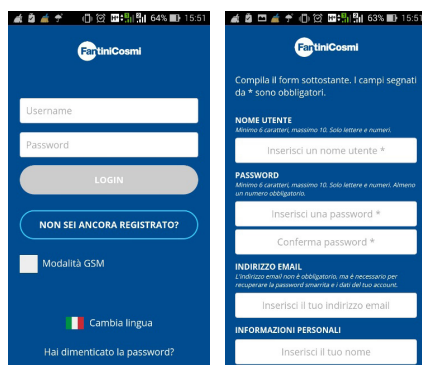 64% 15:51
FantiniCosmi
Username
Password
LOGIN
NON SEI ANCORA REGISTRATO?
Modalità GSM
Cambia lingua
Hai dimenticato la password?
63% 15:51
FantiniCosmi
Compila il form sottostante. I campi segnati
da * sono obbligatori.
NOME UTENTE
Minimo 6 caratteri, massimo 10. Solo lettere e numeri.
Inserisci un nome utente *
PASSWORD
Minimo 6 caratteri, massimo 10. Solo lettere e numeri. Almeno
un numero obbligatorio.
Inserisci una password *
Conferma password *
INDIRIZZO EMAIL
L'indirizzo email non è obbligatorio, ma è necessario per
recuperare la password smarrita e i dati del tuo account.
Inserisci il tuo indirizzo email
INFORMAZIONI PERSONALI
Inserisci il tuo nome